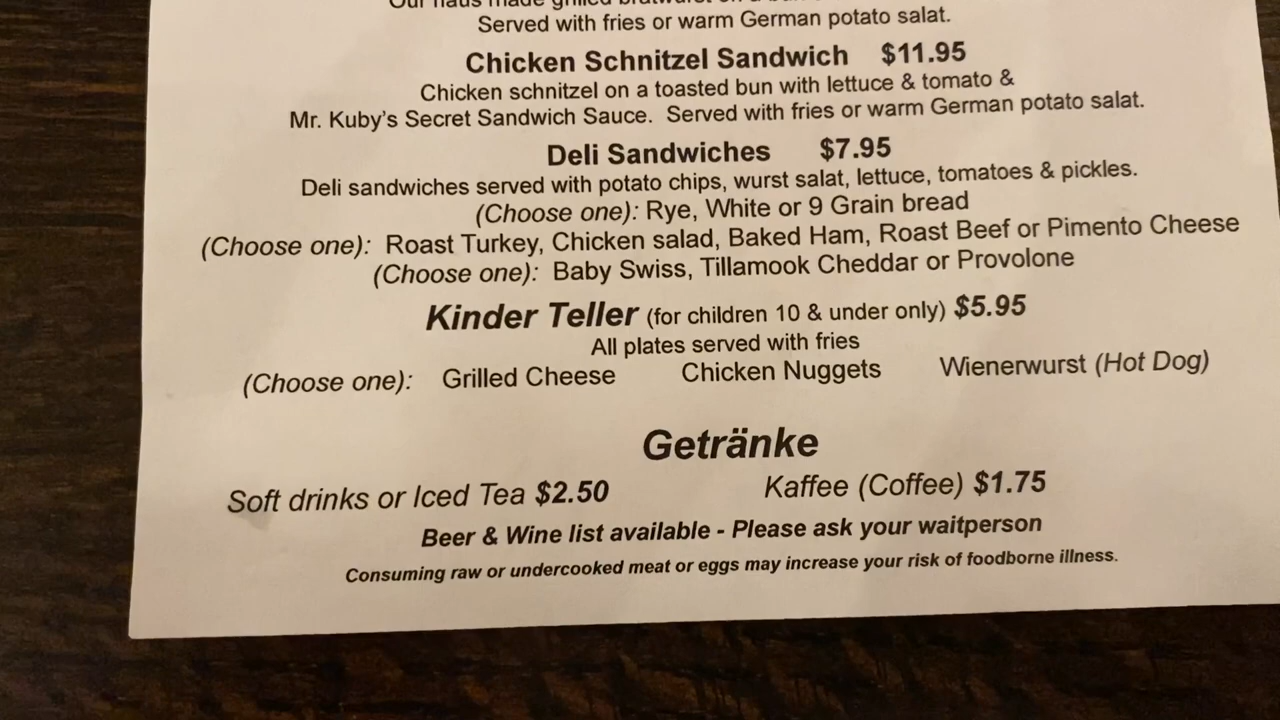 Our haus made grilled bratwurst on a
Served with fries or warm German potato salat.
Chicken Schnitzel Sandwich $11.95
Chicken schnitzel on a toasted bun with lettuce & tomato &
Mr. Kuby's Secret Sandwich Sauce. Served with fries or warm German potato salat.
Deli Sandwiches $7.95
Deli sandwiches served with potato chips, wurst salat, lettuce, tomatoes & pickles.
(Choose one): Rye, White or 9 Grain bread
(Choose one): Roast Turkey, Chicken salad, Baked Ham, Roast Beef or Pimento Cheese
(Choose one): Baby Swiss, Tillamook Cheddar or Provolone
Kinder Teller (for children 10 & under only) $5.95
All plates served with fries
(Choose one): Grilled Cheese Chicken Nuggets Wienerwurst (Hot Dog)
Getränke
Soft drinks or Iced Tea $2.50 Kaffee (Coffee) $1.75
Beer & Wine list available - Please ask your waitperson
Consuming raw or undercooked meat or eggs may increase your risk of foodborne illness.